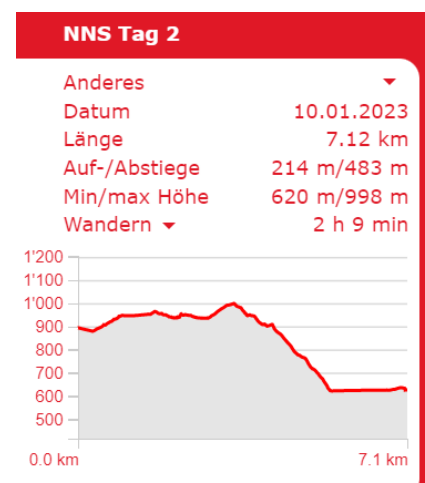 NNS Tag 2
Anderes
Datum 10.01.2023
Länge 7.12 km
Auf-/Abstiege 214 m/483 m
Min/max Höhe 620 m/998 m
Wandern 2 h 9 min
1'200
1'100
1'000
900
800
700
600
500
0.0 km 7.1 km